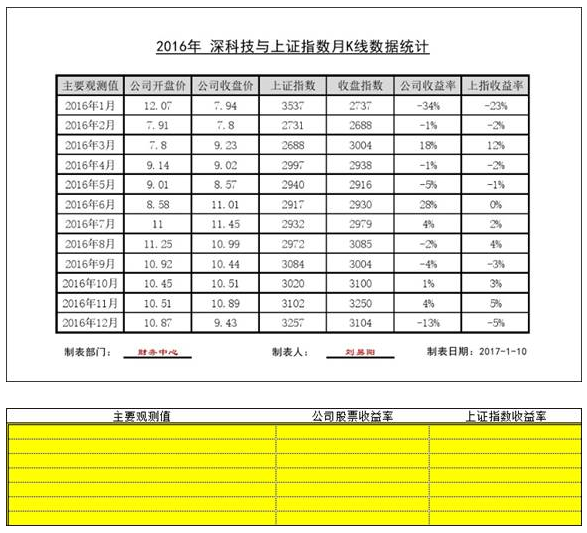 2016年 深科技与上证指数月K线数据统计
主要观测值 公司开盘价 公司收盘价 上证指数 收盘指数 公司收益率 上指收益率
2016年1月 12.07 7.94 3537 2737 -34% -23%
2016年2月 7.91 7.8 2731 2688 -1% -2%
2016年3月 7.8 9.23 2688 3004 18% 12%
2016年4月 9.14 9.02 2997 2938 -1% -2%
2016年5月 9.01 8.57 2940 2916 -5% -1%
2016年6月 8.58 11.01 2917 2930 28% 0%
2016年7月 11 11.45 2932 2979 4% 2%
2016年8月 11.25 10.99 2972 3085 -2% 4%
2016年9月 10.92 10.44 3084 3004 -4% -3%
2016年10月 10.45 10.51 3020 3100 1% 3%
2016年11月 10.51 10.89 3102 3250 4% 5%
2016年12月 10.87 9.43 3257 3104 -13% -5%
制表部门: 财务中心 制表人: 刘易阳 制表日期: 2017-1-10
主要观测值 公司股票收益率 上证指数收益率